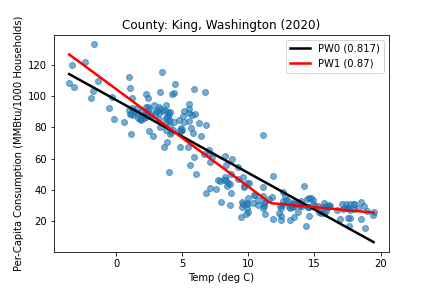 County: King, Washington (2020)
PW0 (0.817)
PW1 (0.87)
Per-Capita Consumption (MMBtu/1000 Households)
120
100
80
60
40
20
0 5 10 15 20
Temp (deg C)